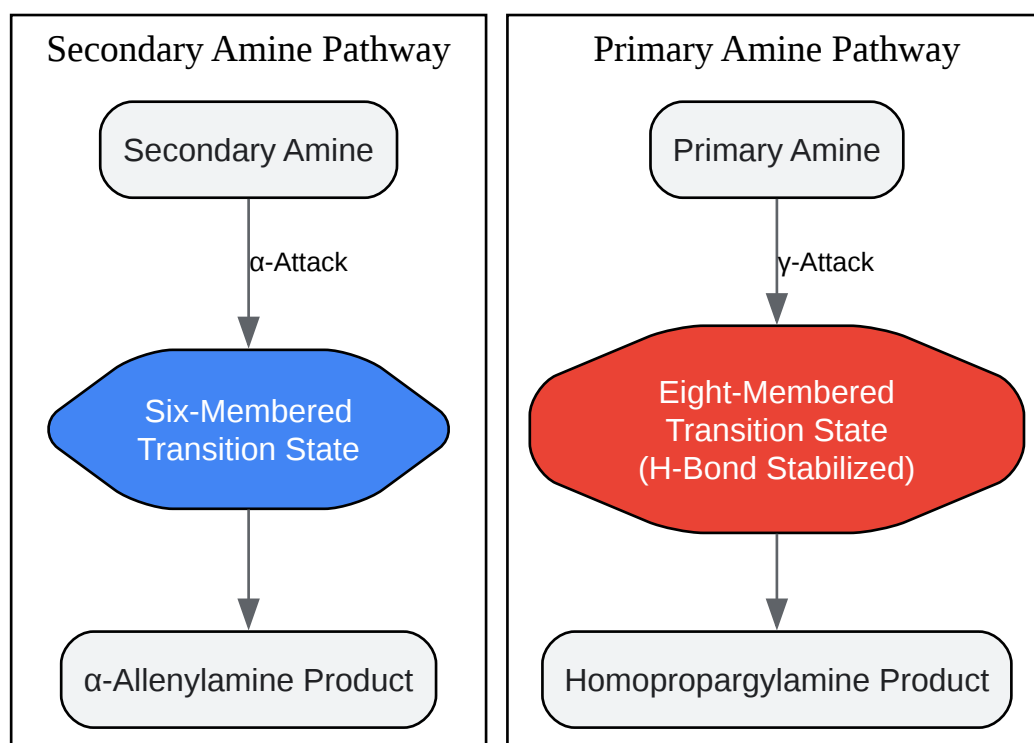 Secondary Amine Pathway
Secondary Amine
α-Attack
Six-Membered
Transition State
α-Allenylamine Product
Primary Amine Pathway
Primary Amine
γ-Attack
Eight-Membered
Transition State
(H-Bond Stabilized)
Homopropargylamine Product